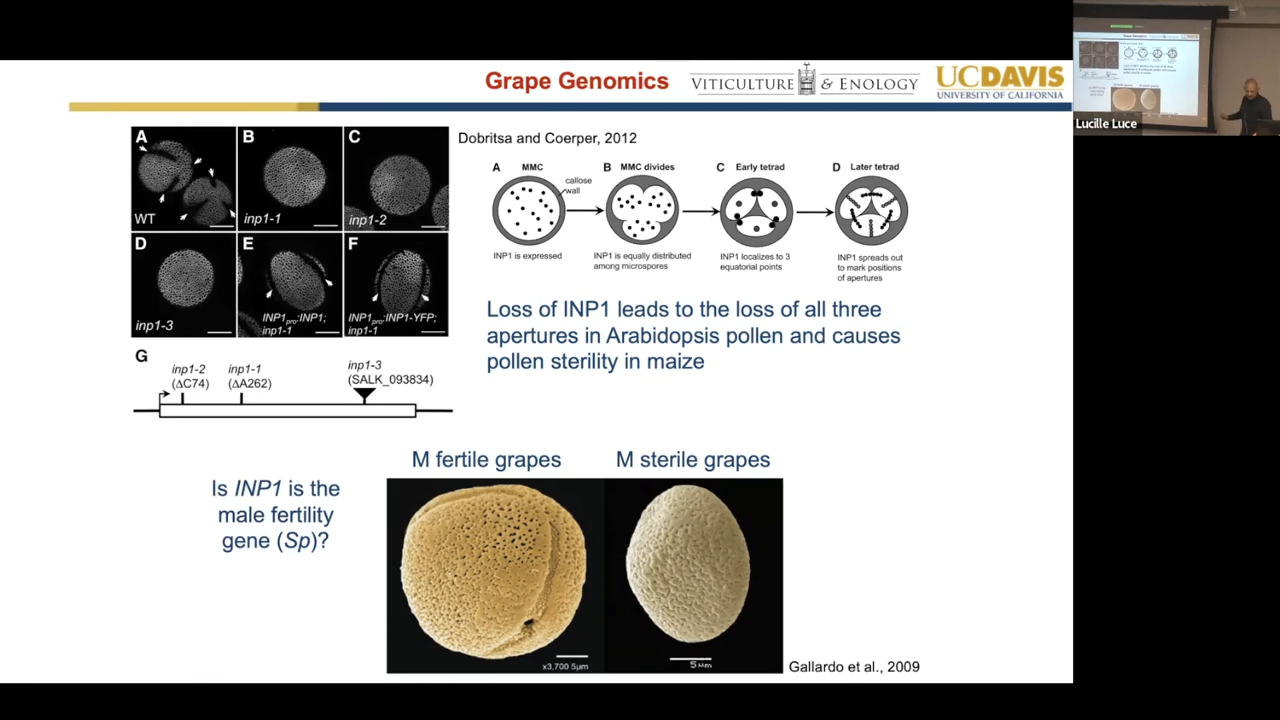 Grape Genomics
VITICULTURE & ENOLOGY
UCDAVIS
UNIVERSITY OF CALIFORNIA
Lucille Luce
A
B
C
WT
inp1-1
inp1-2
D
E
F
inp1-3
INP1pro:INP1;
inp1-1
INP1pro:INP1-YFP;
inp1-1
G
inp1-2
(ΔC74)
inp1-1
(ΔA262)
inp1-3
(SALK_093834)
Dobritsa and Coerper, 2012
A MMC
B MMC divides
C Early tetrad
D Later tetrad
callose
wall
INP1 is expressed
INP1 is equally distributed
among microspores
INP1 localizes to 3
equatorial points
INP1 spreads out
to mark positions
of apertures
Loss of INP1 leads to the loss of all three
apertures in Arabidopsis pollen and causes
pollen sterility in maize
Is INP1 is the
male fertility
gene (Sp)?
M fertile grapes
M sterile grapes
x3,700 5μm
5μm
Gallardo et al., 2009